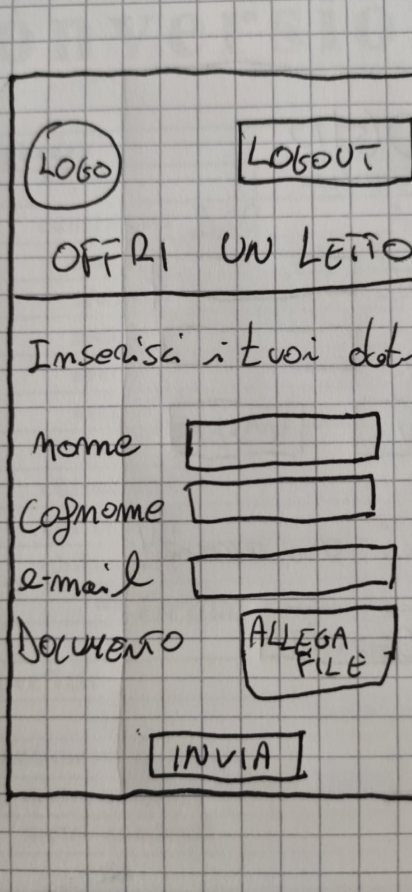 LOGO LOGOUT
OFFRI UN LETTO
Inserisci i tuoi dat
nome
Cognome
e-mail
DOCUMENTO ALLEGA
FILE
INVIA